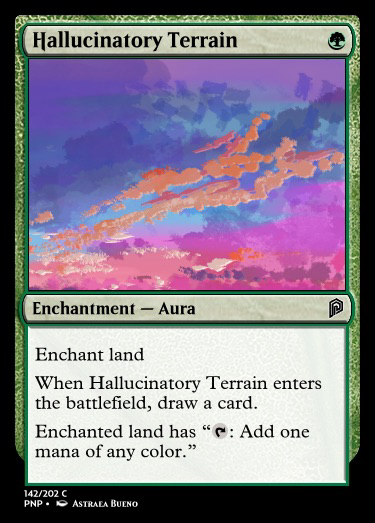 Hallucinatory Terrain
Enchantment — Aura
Enchant land
When Hallucinatory Terrain enters
the battlefield, draw a card.
Enchanted land has “: Add one
mana of any color.”
142/202 C
PNP • Astraea Bueno